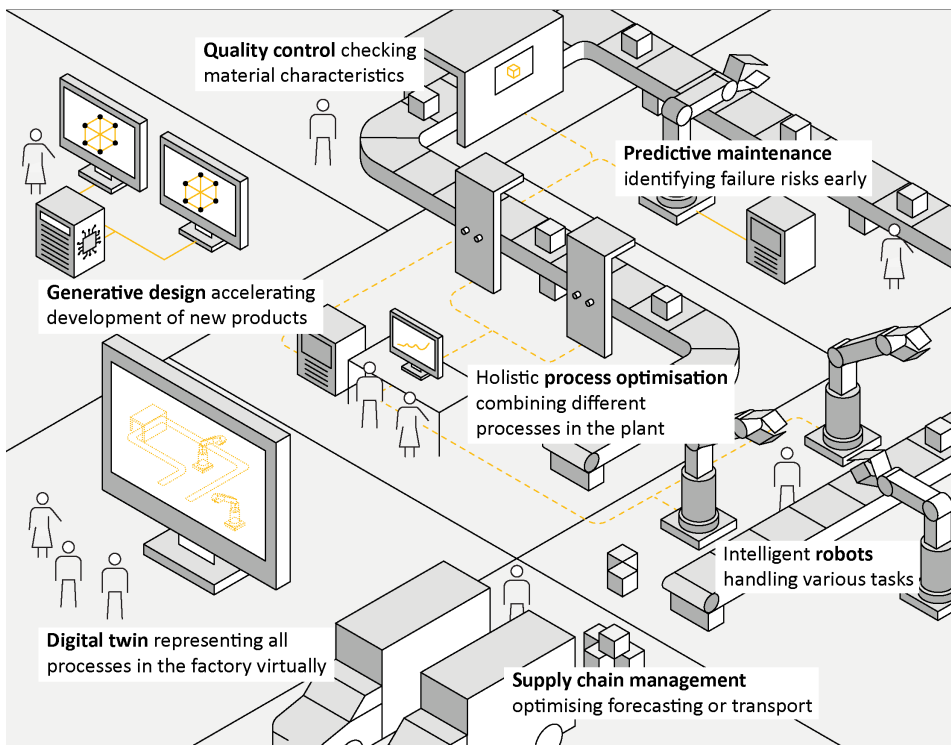 Quality control checking
material characteristics
Predictive maintenance
identifying failure risks early
Generative design accelerating
development of new products
Holistic process optimisation
combining different
processes in the plant
Intelligent robots
handling various tasks
Digital twin representing all
processes in the factory virtually
Supply chain management
optimising forecasting or transport